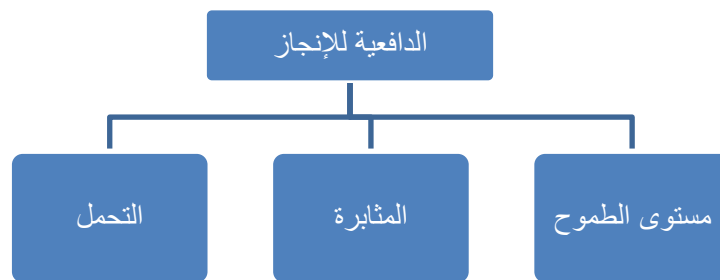 الدافعية للإنجاز
مستوى الطموح
المثابرة
التحمل